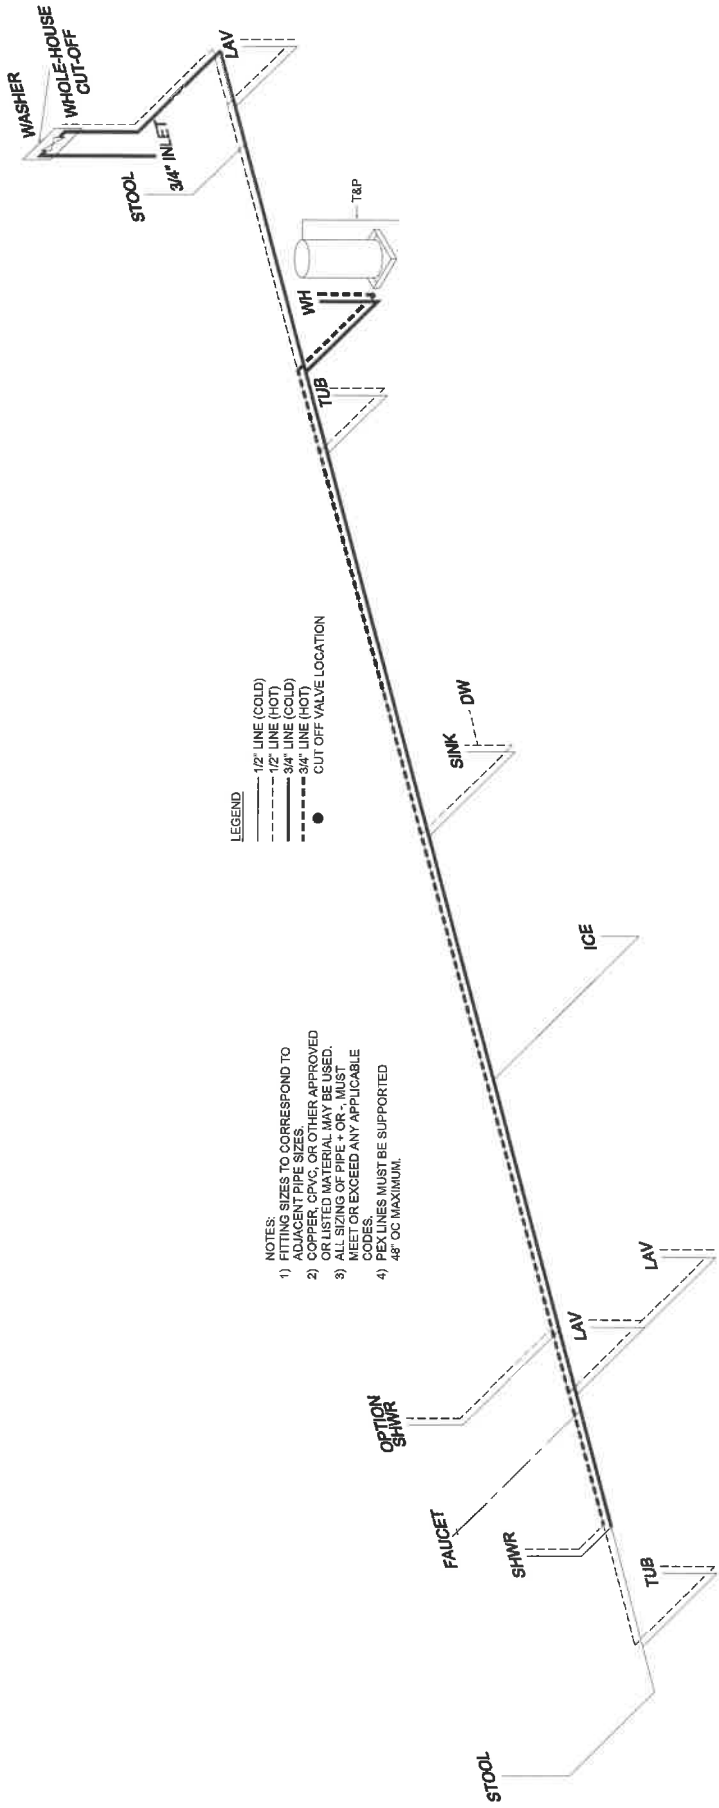 WASHER
WHOLE-HOUSE
CUT-OFF
3/4" INLET
LAV
STOOL
T&P
WH
TUB
LEGEND
1/2" LINE (COLD)
1/2" LINE (HOT)
3/4" LINE (COLD)
3/4" LINE (HOT)
CUT OFF VALVE LOCATION
SINK
DW
ICE
NOTES:
1) FITTING SIZES TO CORRESPOND TO
ADJACENT PIPE SIZES.
2) COPPER, CPVC, OR OTHER APPROVED
OR LISTED MATERIAL MAY BE USED.
3) ALL SIZING OF PIPE + OR -, MUST
MEET OR EXCEED ANY APPLICABLE
CODES.
4) PEX LINES MUST BE SUPPORTED
48" OC MAXIMUM.
LAV
LAV
OPTION
SHWR
FAUCET
SHWR
TUB
STOOL